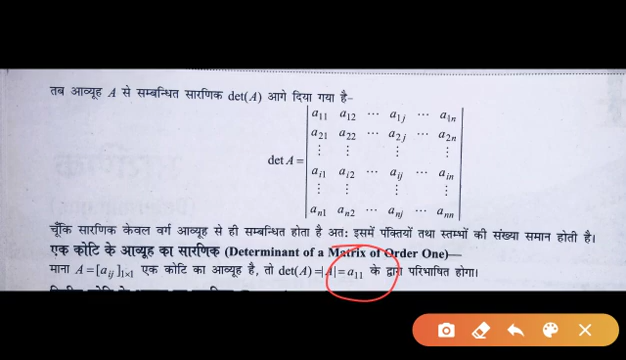 तब आव्यूह A से सम्बन्धित सारणिक det(A) आगे दिया गया है–
det A =
a₁₁ a₁₂ ⋯ a₁ⱼ ⋯ a₁ₙ
a₂₁ a₂₂ ⋯ a₂ⱼ ⋯ a₂ₙ
⋮ ⋮ ⋮ ⋮
aᵢ₁ aᵢ₂ ⋯ aᵢⱼ ⋯ aᵢₙ
⋮ ⋮ ⋮ ⋮
aₙ₁ aₙ₂ ⋯ aₙⱼ ⋯ aₙₙ
चूँकि सारणिक केवल वर्ग आव्यूह से ही सम्बन्धित होता है अत: इसमें पंक्तियों तथा स्तम्भों की संख्या समान होती है।
एक कोटि के आव्यूह का सारणिक (Determinant of a Matrix of Order One)—
माना A = [aᵢⱼ]₁ₓ₁ एक कोटि का आव्यूह है, तो det(A) = |A| = a₁₁ के द्वारा परिभाषित होगा।